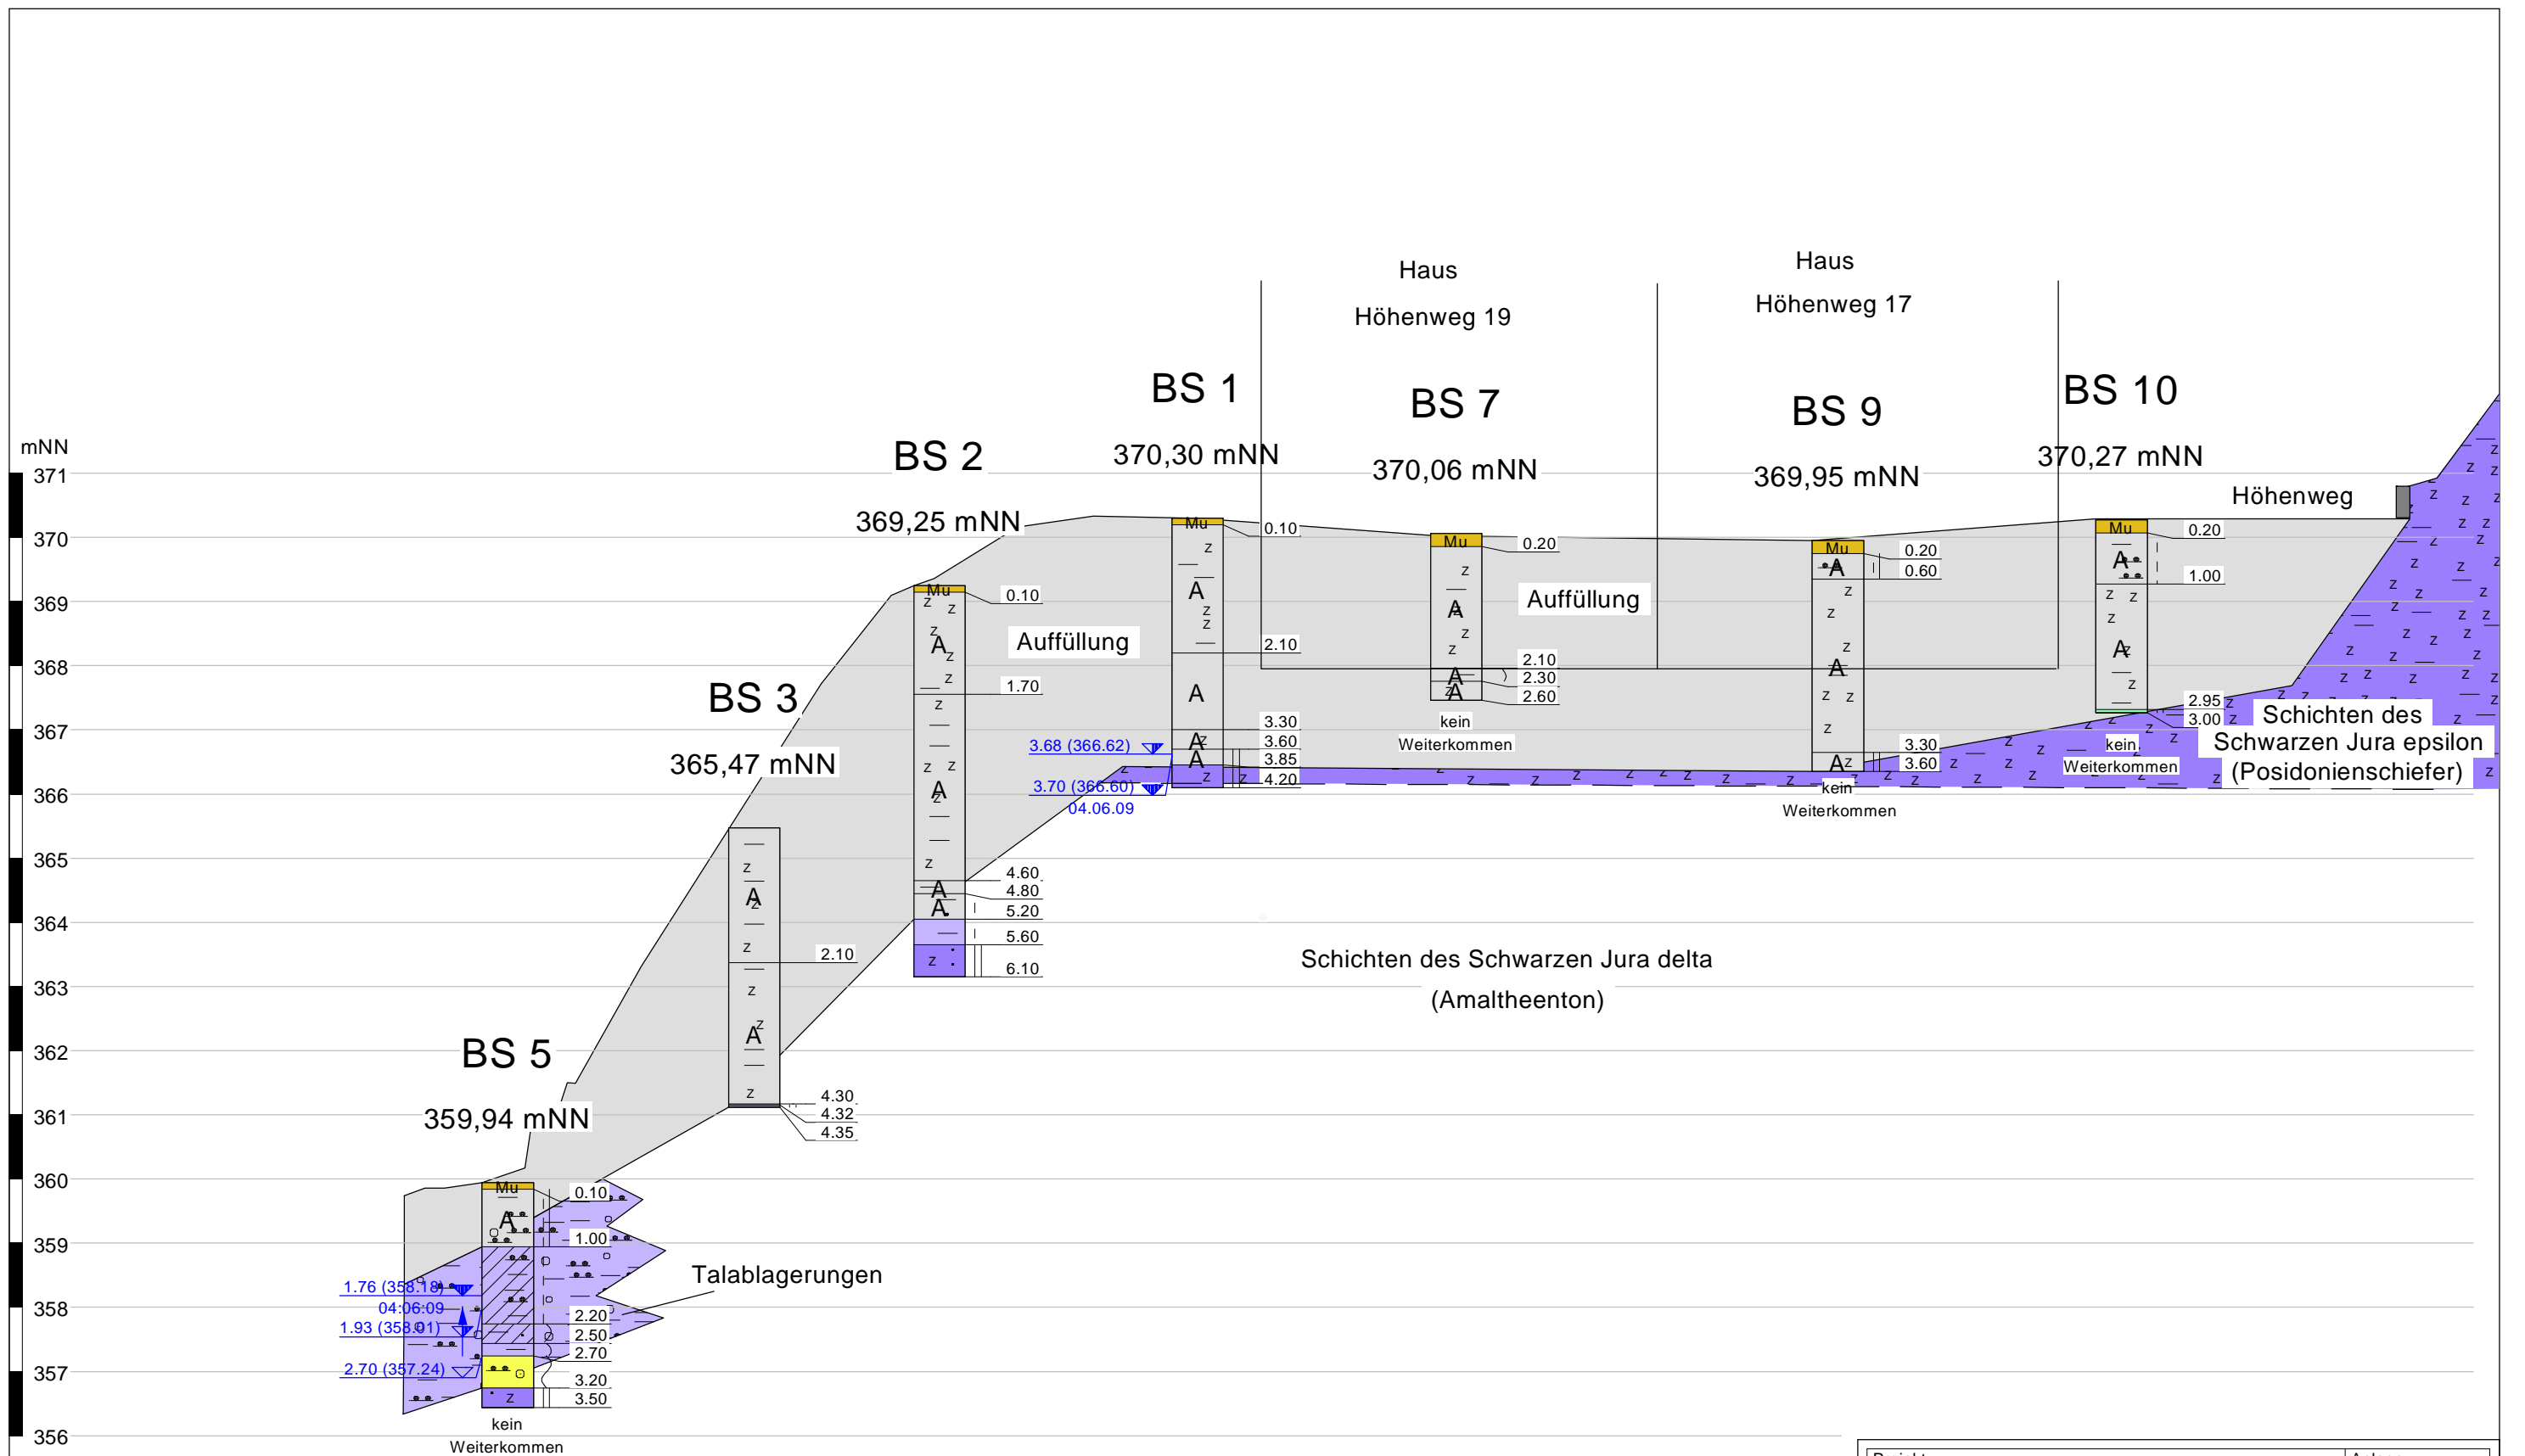 Haus
Höhenweg 19
Haus
Höhenweg 17
BS 1
370,30 mNN
BS 7
370,06 mNN
BS 9
369,95 mNN
BS 10
370,27 mNN
BS 2
369,25 mNN
BS 3
365,47 mNN
BS 5
359,94 mNN
mNN
371
370
369
368
367
366
365
364
363
362
361
360
359
358
357
356
Höhenweg
Auffüllung
Auffüllung
Mu
A
A
A
A
0.10
2.10
3.30
3.60
3.85
4.20
3.68 (366.62)
3.70 (366.60)
04.06.09
Mu
A
A
A
0.20
2.10
2.30
2.60
kein
Weiterkommen
Mu
A
A
A
0.20
0.60
3.30
3.60
kein
Weiterkommen
Mu
A
A
0.20
1.00
2.95
3.00
kein
Weiterkommen
Schichten des
Schwarzen Jura epsilon
(Posidonienschiefer)
Mu
A
A
A
A
0.10
1.70
4.60
4.80
5.20
5.60
6.10
A
A
2.10
4.30
4.32
4.35
Schichten des Schwarzen Jura delta
(Amaltheenton)
Mu
A
0.10
1.00
2.20
2.50
2.70
3.20
3.50
1.76 (358.18)
04.06.09
1.93 (358.01)
2.70 (357.24)
kein
Weiterkommen
Talablagerungen